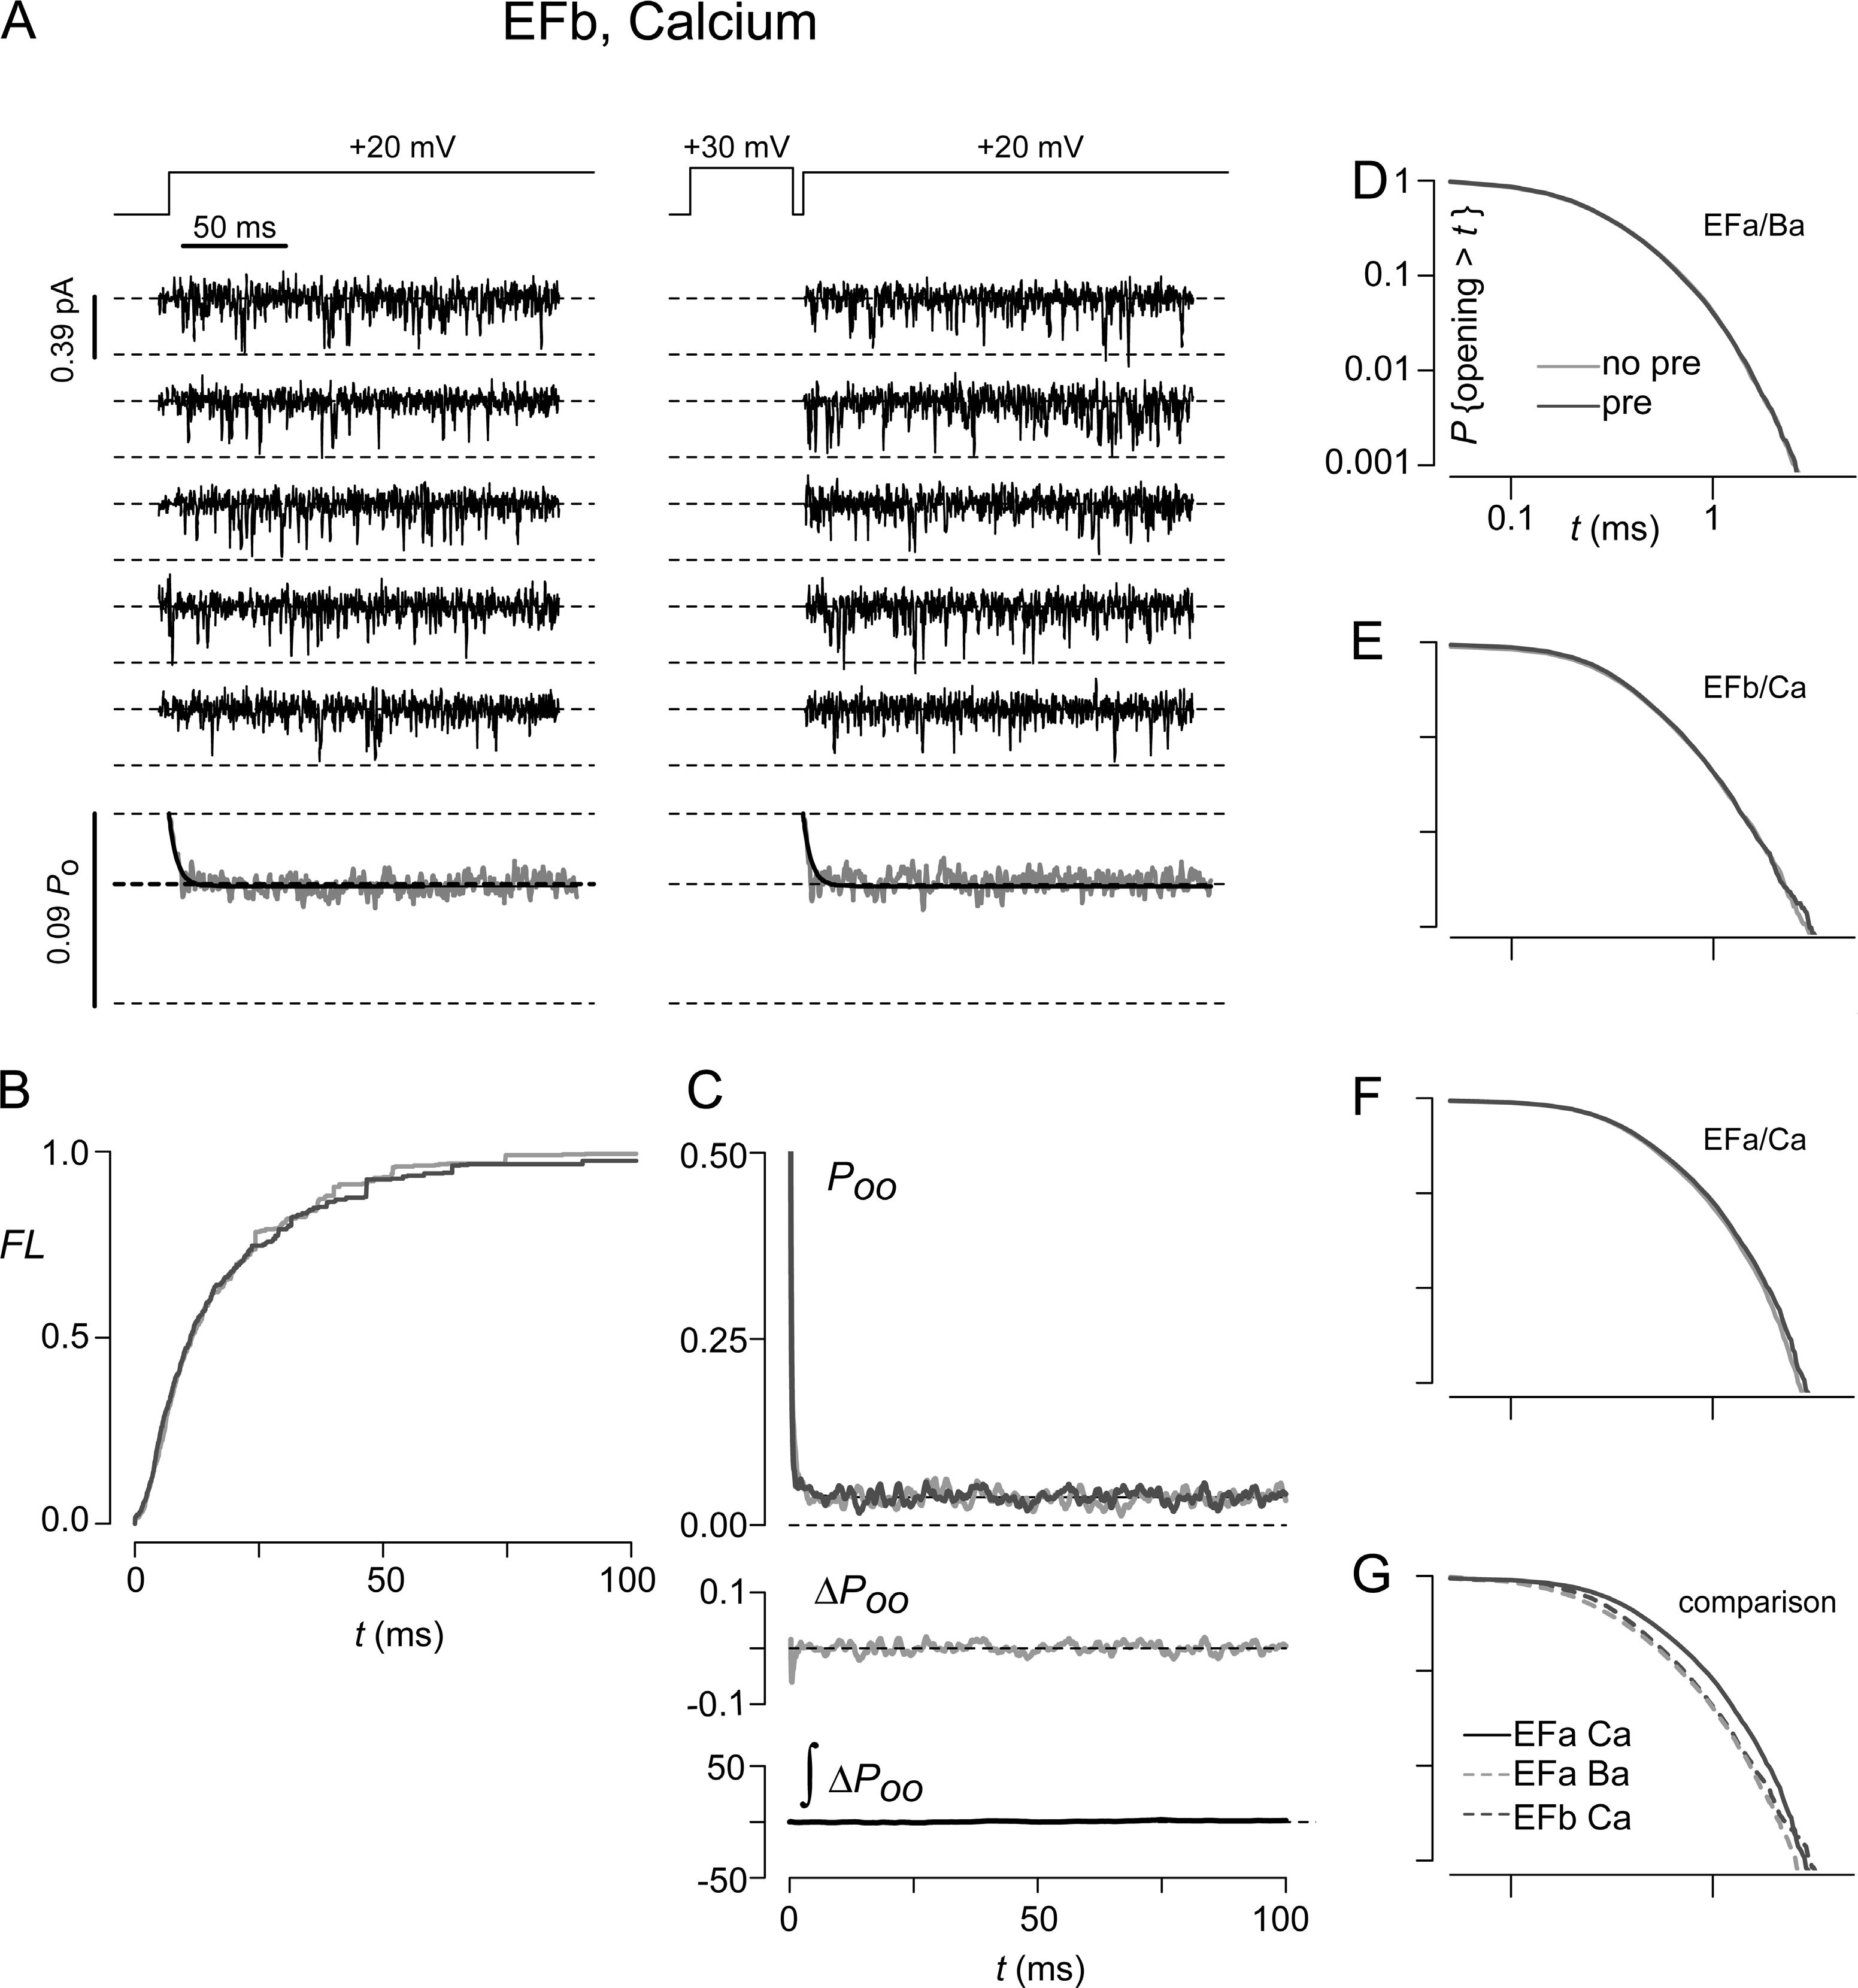 A
EFb, Calcium
+20 mV
+30 mV
+20 mV
50 ms
0.39 pA
0.09 Po
B
1.0
FL
0.5
0.0
0
50
100
t (ms)
C
0.50
Poo
0.25
0.00
0.1
ΔPoo
-0.1
50
∫ ΔPoo
-50
0
50
100
t (ms)
D
1
0.1
0.01
0.001
P{opening > t}
EFa/Ba
no pre
pre
0.1
1
t (ms)
E
EFb/Ca
F
EFa/Ca
G
comparison
EFa Ca
EFa Ba
EFb Ca